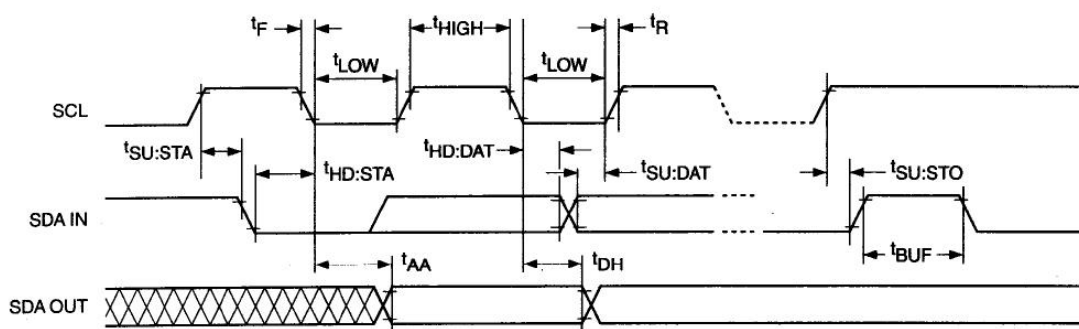 tF tHIGH tR
tLOW tLOW
SCL
tSU:STA tHD:DAT
tHD:STA tSU:DAT tSU:STO
SDA IN
tAA tDH tBUF
SDA OUT